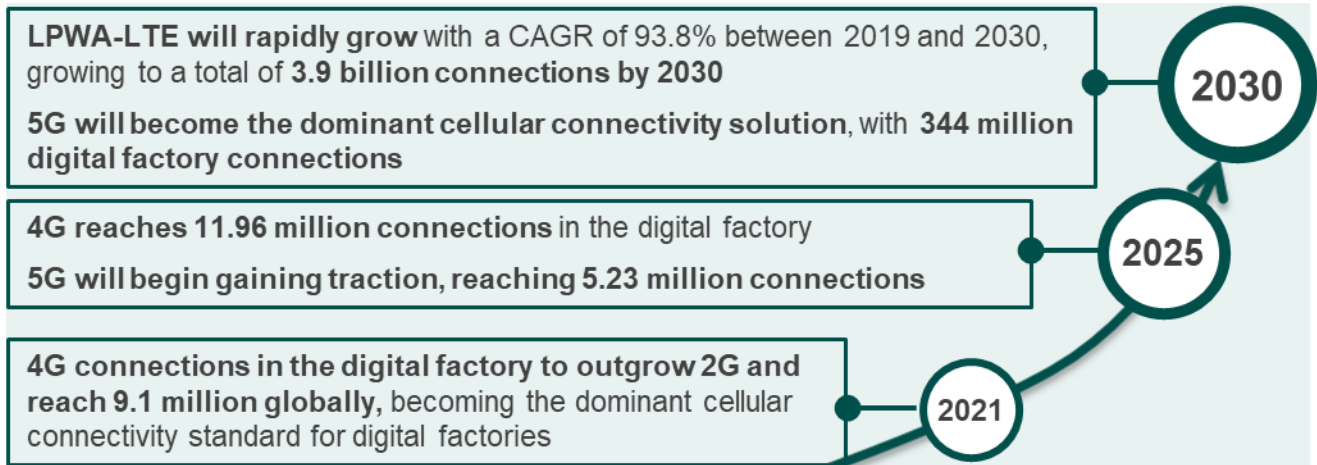 LPWA-LTE will rapidly grow with a CAGR of 93.8% between 2019 and 2030,
growing to a total of 3.9 billion connections by 2030
5G will become the dominant cellular connectivity solution, with 344 million
digital factory connections
2030
4G reaches 11.96 million connections in the digital factory
5G will begin gaining traction, reaching 5.23 million connections
2025
4G connections in the digital factory to outgrow 2G and
reach 9.1 million globally, becoming the dominant cellular
connectivity standard for digital factories
2021